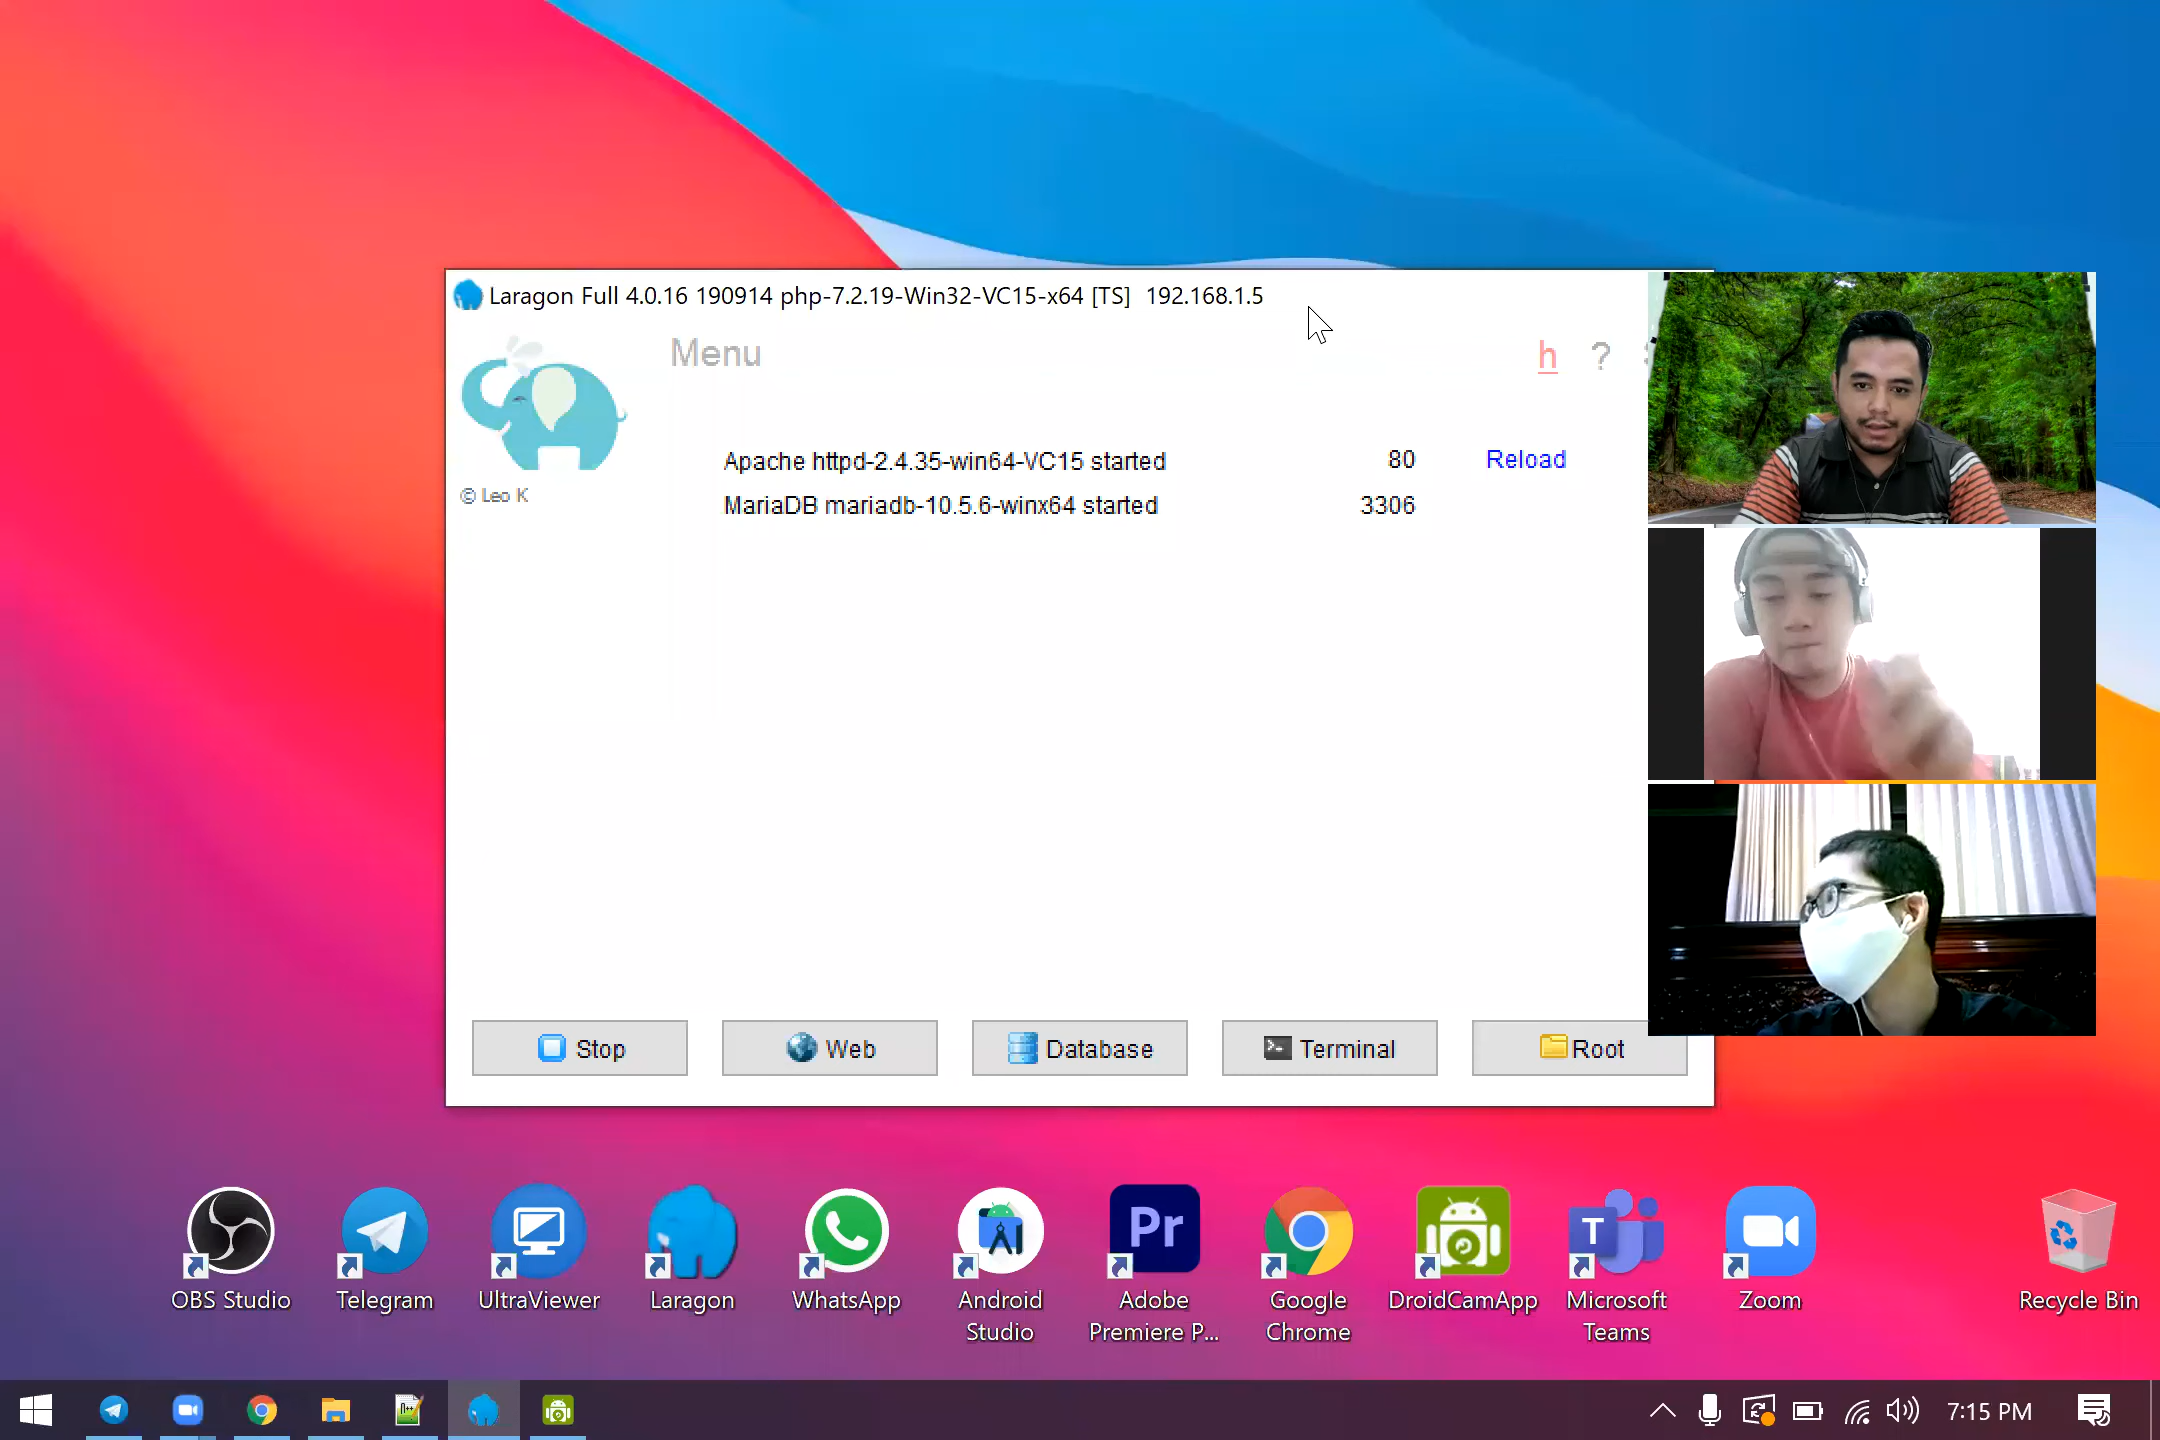 Laragon Full 4.0.16 190914 php-7.2.19-Win32-VC15-x64 [TS] 192.168.1.5
Menu
h ?
© Leo K
Apache httpd-2.4.35-win64-VC15 started 80 Reload
MariaDB mariadb-10.5.6-winx64 started 3306
Stop
Web
Database
Terminal
Root
OBS Studio
Telegram
UltraViewer
Laragon
WhatsApp
Android
Studio
Pr
Adobe
Premiere P...
Google
Chrome
DroidCamApp
T
Microsoft
Teams
Zoom
Recycle Bin
7:15 PM